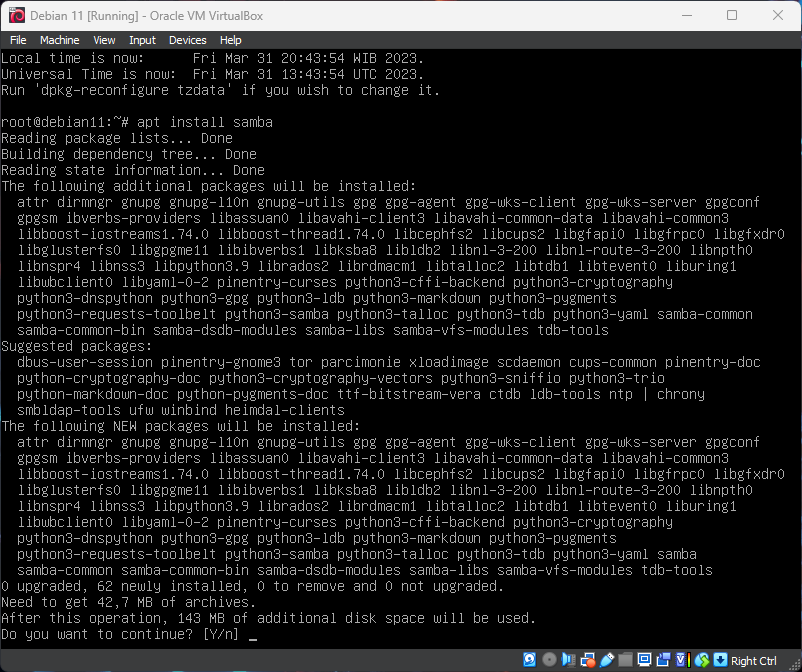 Debian 11 [Running] - Oracle VM VirtualBox
File Machine View Input Devices Help
Local time is now:      Fri Mar 31 20:43:54 WIB 2023.
Universal Time is now:  Fri Mar 31 13:43:54 UTC 2023.
Run 'dpkg-reconfigure tzdata' if you wish to change it.
root@debian11:~# apt install samba
Reading package lists... Done
Building dependency tree... Done
Reading state information... Done
The following additional packages will be installed:
  attr dirmngr gnupg gnupg-l10n gnupg-utils gpg gpg-agent gpg-wks-client gpg-wks-server gpgconf
  gpgsm ibverbs-providers libassuan0 libavahi-client3 libavahi-common-data libavahi-common3
  libboost-iostreams1.74.0 libboost-thread1.74.0 libcephfs2 libcups2 libgfapi0 libgfrpc0 libgfxdr0
  libglusterfs0 libgpgme11 libibverbs1 libksba8 libldb2 libnl-3-200 libnl-route-3-200 libnpth0
  libnspr4 libnss3 libpython3.9 librados2 librdmacm1 libtalloc2 libtdb1 libtevent0 liburing1
  libwbclient0 libyaml-0-2 pinentry-curses python3-cffi-backend python3-cryptography
  python3-dnspython python3-gpg python3-ldb python3-markdown python3-pygments
  python3-requests-toolbelt python3-samba python3-talloc python3-tdb python3-yaml samba-common
  samba-common-bin samba-dsdb-modules samba-libs samba-vfs-modules tdb-tools
Suggested packages:
  dbus-user-session pinentry-gnome3 tor parcimonie xloadimage scdaemon cups-common pinentry-doc
  python-cryptography-doc python3-cryptography-vectors python3-sniffio python3-trio
  python-markdown-doc python-pygments-doc ttf-bitstream-vera ctdb ldb-tools ntp | chrony
  smbldap-tools ufw winbind heimdal-clients
The following NEW packages will be installed:
  attr dirmngr gnupg gnupg-l10n gnupg-utils gpg gpg-agent gpg-wks-client gpg-wks-server gpgconf
  gpgsm ibverbs-providers libassuan0 libavahi-client3 libavahi-common-data libavahi-common3
  libboost-iostreams1.74.0 libboost-thread1.74.0 libcephfs2 libcups2 libgfapi0 libgfrpc0 libgfxdr0
  libglusterfs0 libgpgme11 libibverbs1 libksba8 libldb2 libnl-3-200 libnl-route-3-200 libnpth0
  libnspr4 libnss3 libpython3.9 librados2 librdmacm1 libtalloc2 libtdb1 libtevent0 liburing1
  libwbclient0 libyaml-0-2 pinentry-curses python3-cffi-backend python3-cryptography
  python3-dnspython python3-gpg python3-ldb python3-markdown python3-pygments
  python3-requests-toolbelt python3-samba python3-talloc python3-tdb python3-yaml samba
  samba-common samba-common-bin samba-dsdb-modules samba-libs samba-vfs-modules tdb-tools
0 upgraded, 62 newly installed, 0 to remove and 0 not upgraded.
Need to get 42,7 MB of archives.
After this operation, 143 MB of additional disk space will be used.
Do you want to continue? [Y/n] _
Right Ctrl